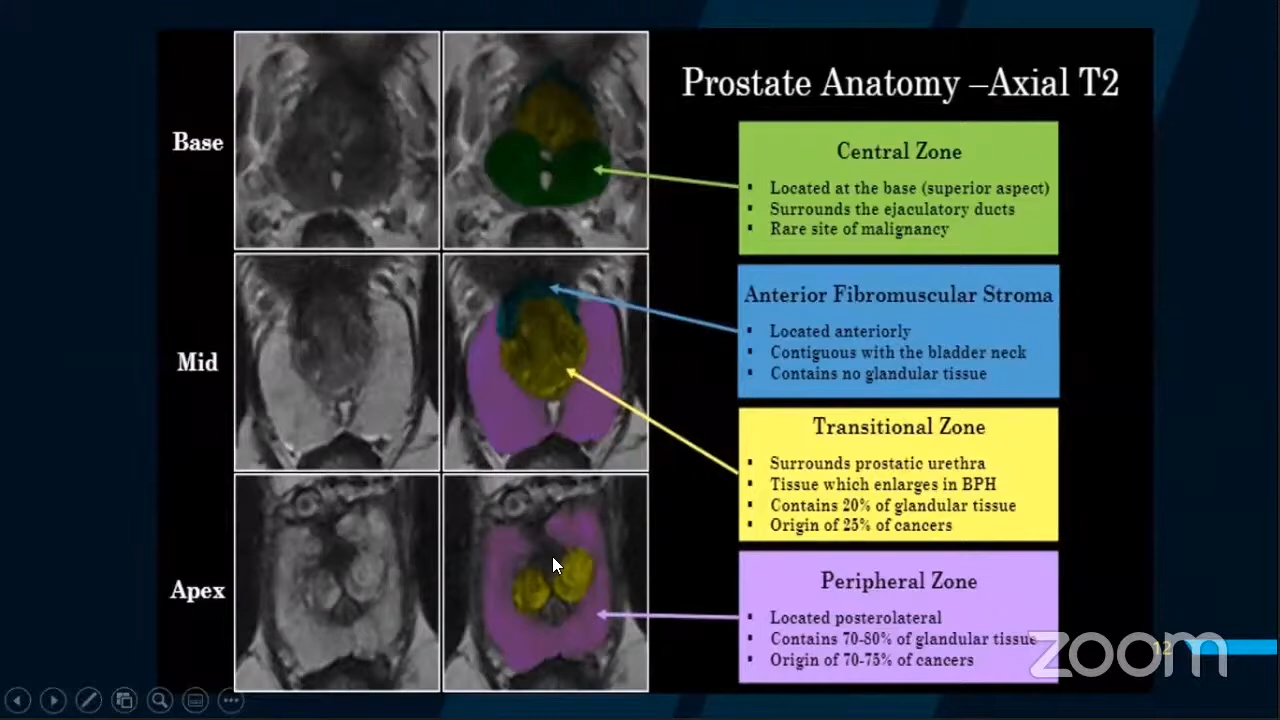 Prostate Anatomy –Axial T2
Base
Mid
Apex
Central Zone
▪ Located at the base (superior aspect)
▪ Surrounds the ejaculatory ducts
▪ Rare site of malignancy
Anterior Fibromuscular Stroma
▪ Located anteriorly
▪ Contiguous with the bladder neck
▪ Contains no glandular tissue
Transitional Zone
▪ Surrounds prostatic urethra
▪ Tissue which enlarges in BPH
▪ Contains 20% of glandular tissue
▪ Origin of 25% of cancers
Peripheral Zone
▪ Located posterolateral
▪ Contains 70-80% of glandular tissue
▪ Origin of 70-75% of cancers
12
zoom